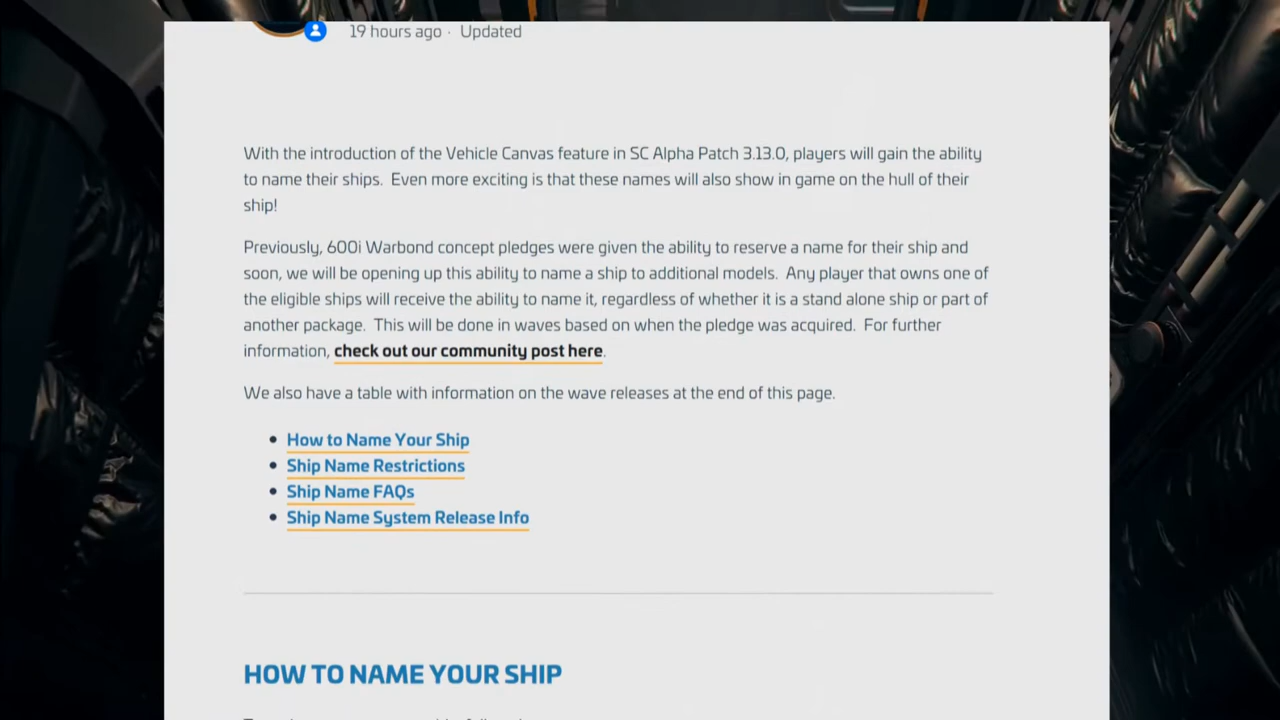 19 hours ago · Updated
With the introduction of the Vehicle Canvas feature in SC Alpha Patch 3.13.0, players will gain the ability
to name their ships.  Even more exciting is that these names will also show in game on the hull of their
ship!
Previously, 600i Warbond concept pledges were given the ability to reserve a name for their ship and
soon, we will be opening up this ability to name a ship to additional models.  Any player that owns one of
the eligible ships will receive the ability to name it, regardless of whether it is a stand alone ship or part of
another package.  This will be done in waves based on when the pledge was acquired.  For further
information, check out our community post here.
We also have a table with information on the wave releases at the end of this page.
• How to Name Your Ship
• Ship Name Restrictions
• Ship Name FAQs
• Ship Name System Release Info
HOW TO NAME YOUR SHIP